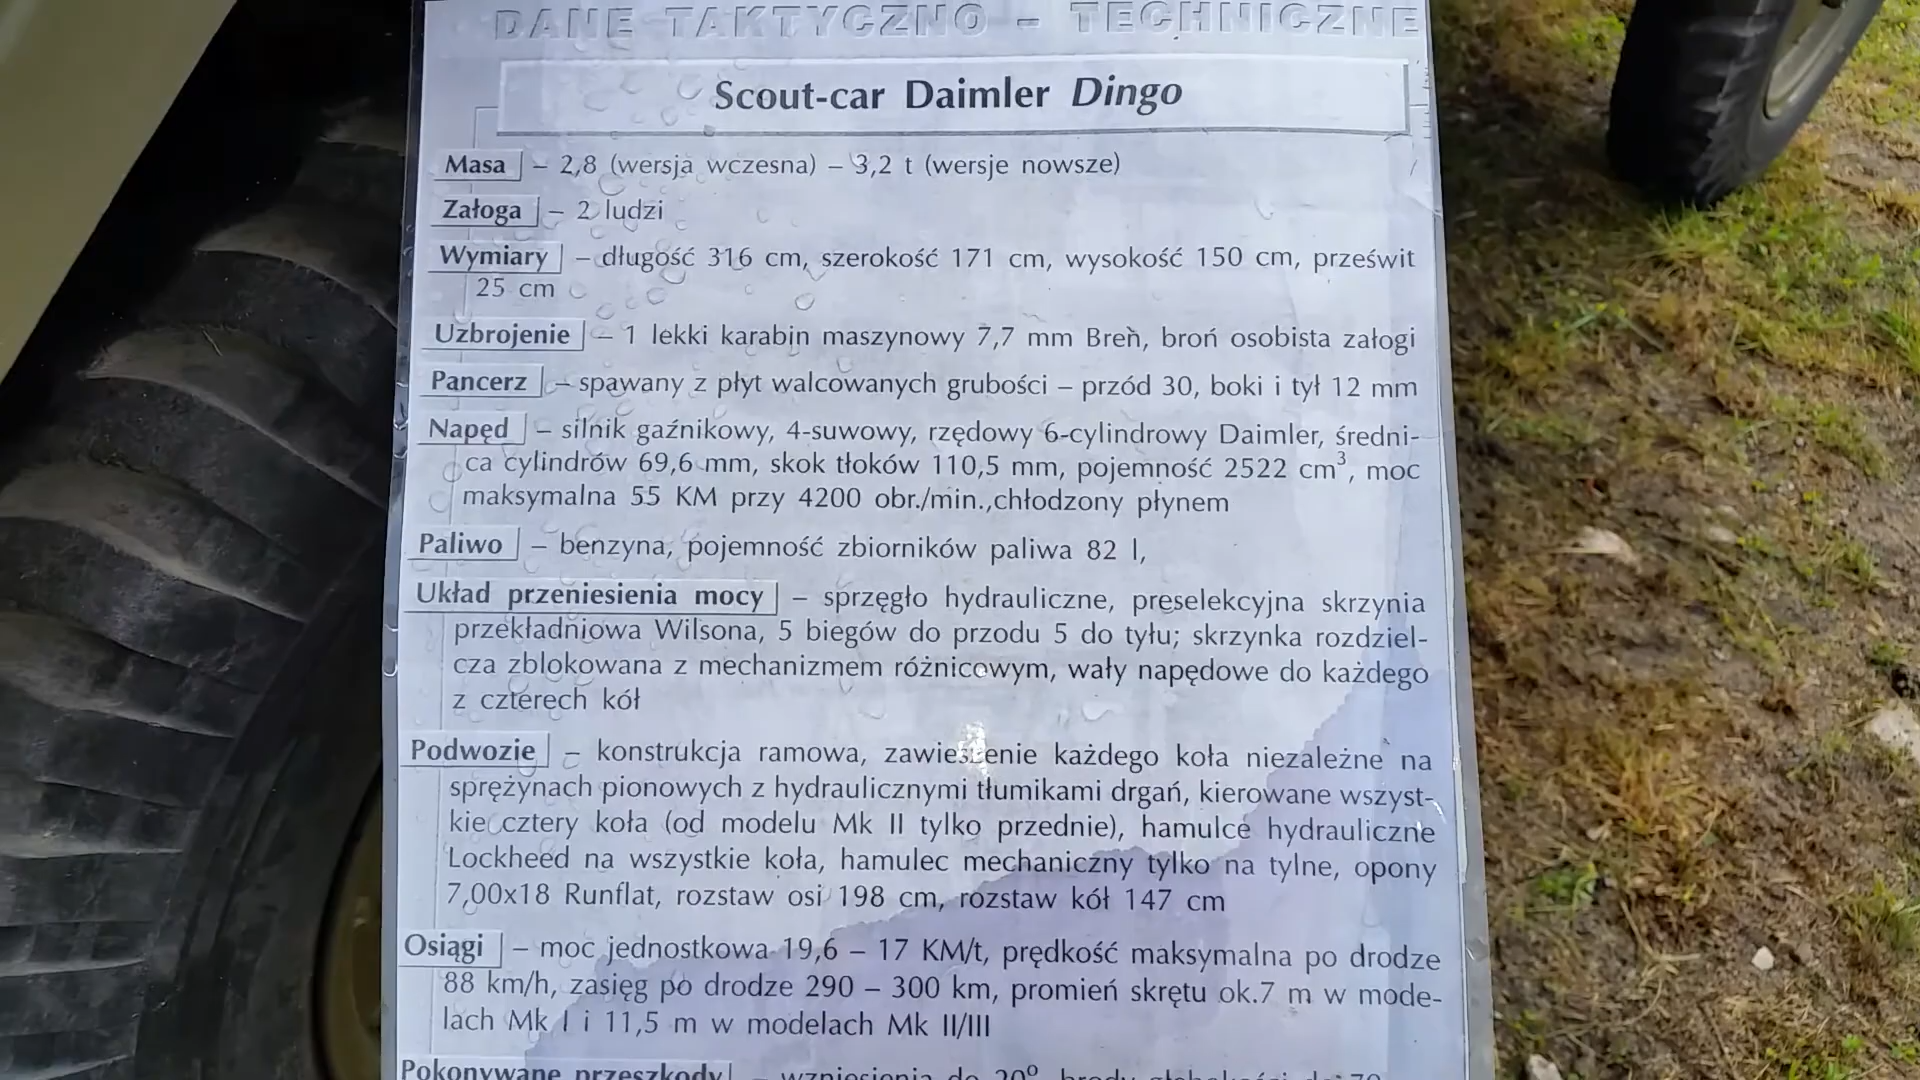 DANE TAKTYCZNO – TECHNICZNE
Scout-car Daimler Dingo
Masa – 2,8 (wersja wczesna) – 3,2 t (wersje nowsze)
Załoga – 2 ludzi
Wymiary – długość 316 cm, szerokość 171 cm, wysokość 150 cm, prześwit
25 cm
Uzbrojenie – 1 lekki karabin maszynowy 7,7 mm Bren, broń osobista załogi
Pancerz – spawany z płyt walcowanych grubości – przód 30, boki i tył 12 mm
Napęd – silnik gaźnikowy, 4-suwowy, rzędowy 6-cylindrowy Daimler, średni-
ca cylindrów 69,6 mm, skok tłoków 110,5 mm, pojemność 2522 cm³, moc
maksymalna 55 KM przy 4200 obr./min.,chłodzony płynem
Paliwo – benzyna, pojemność zbiorników paliwa 82 l,
Układ przeniesienia mocy – sprzęgło hydrauliczne, preselekcyjna skrzynia
przekładniowa Wilsona, 5 biegów do przodu 5 do tyłu; skrzynka rozdziel-
cza zblokowana z mechanizmem różnicowym, wały napędowe do każdego
z czterech kół
Podwozie – konstrukcja ramowa, zawieszenie każdego koła niezależne na
sprężynach pionowych z hydraulicznymi tłumikami drgań, kierowane wszyst-
kie cztery koła (od modelu Mk II tylko przednie), hamulce hydrauliczne
Lockheed na wszystkie koła, hamulec mechaniczny tylko na tylne, opony
7,00x18 Runflat, rozstaw osi 198 cm, rozstaw kół 147 cm
Osiągi – moc jednostkowa 19,6 – 17 KM/t, prędkość maksymalna po drodze
88 km/h, zasięg po drodze 290 – 300 km, promień skrętu ok.7 m w mode-
lach Mk I i 11,5 m w modelach Mk II/III
Pokonywane przeszkody – wzniesienia do 20°, brody głębokości do 70